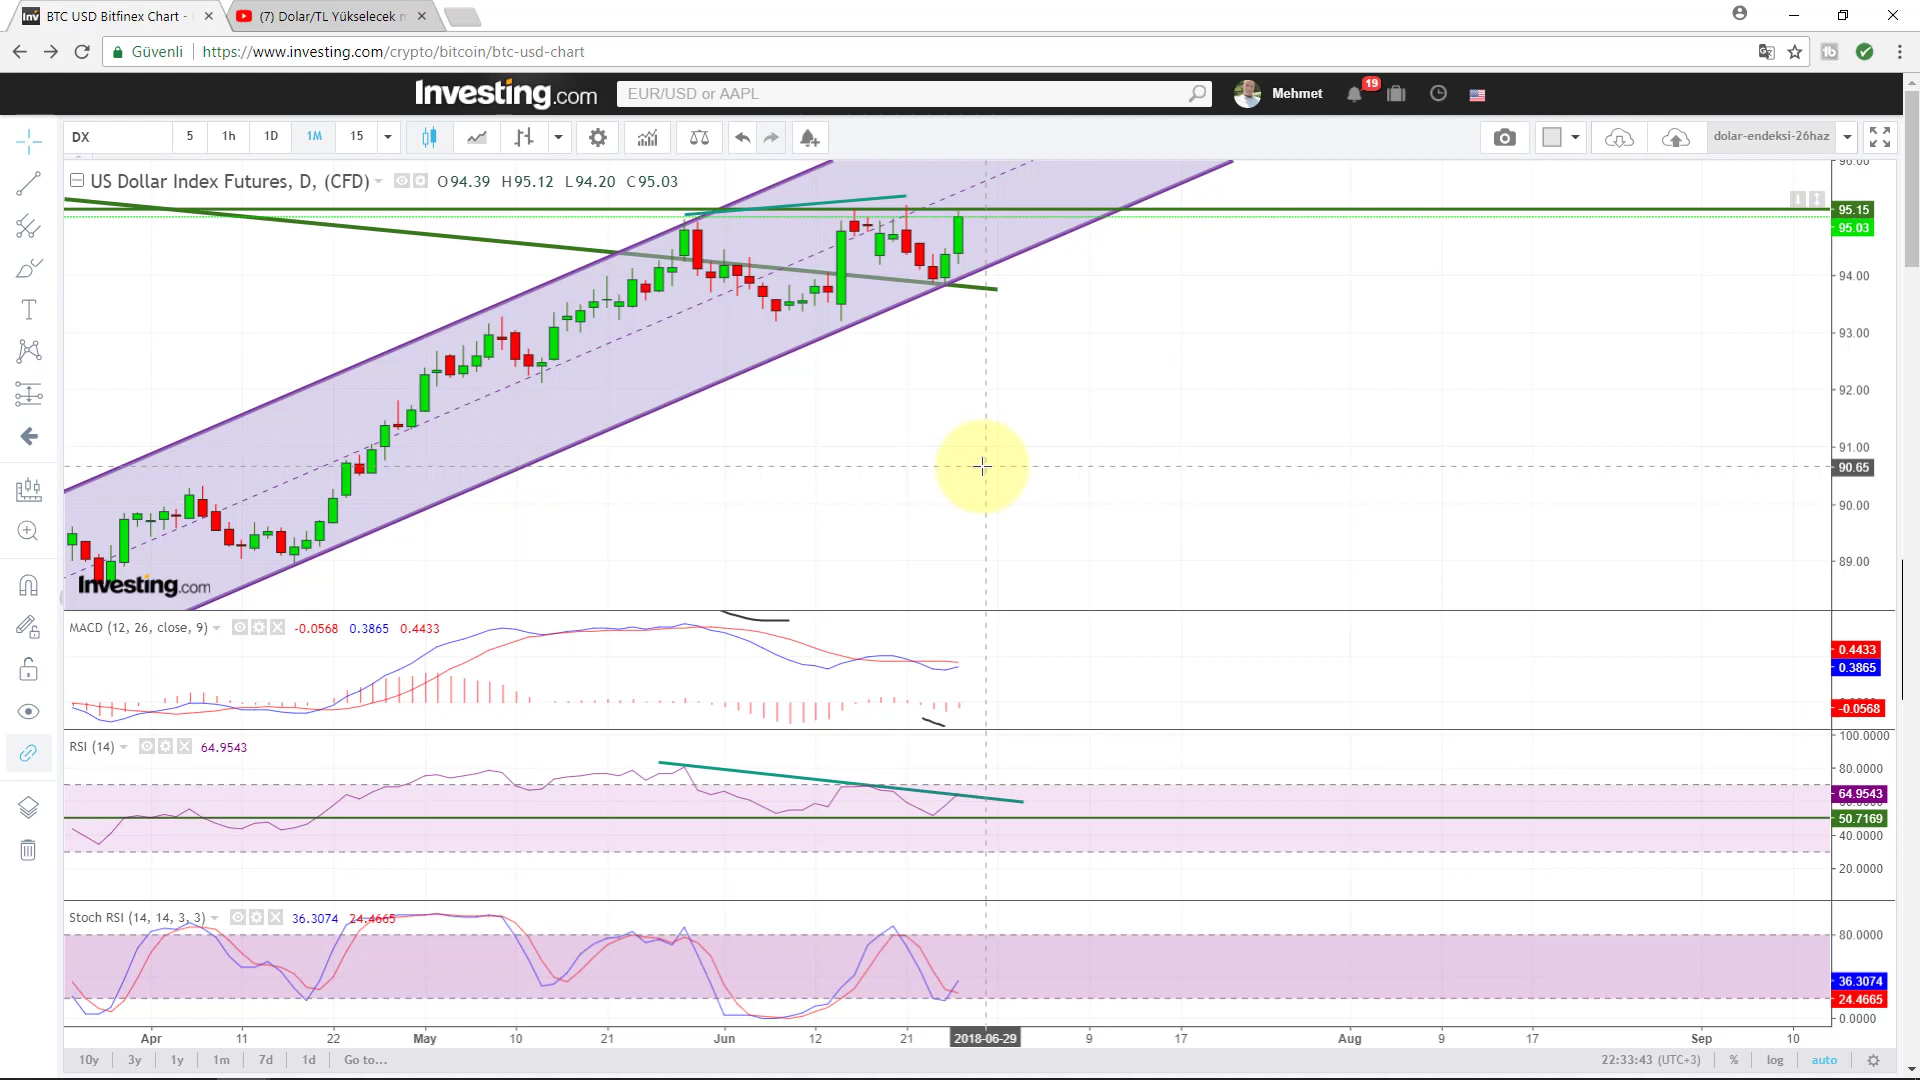 BTC USD Bitfinex Chart -
(7) Dolar/TL Yükselecek
Güvenli
https://www.investing.com/crypto/bitcoin/btc-usd-chart
Investing.com
EUR/USD or AAPL
Mehmet
19
DX
5
1h
1D
1M
15
dolar-endeksi-26haz
US Dollar Index Futures, D, (CFD)
O94.39 H95.12 L94.20 C95.03
96.00
95.15
95.03
94.00
93.00
92.00
91.00
90.65
90.00
89.00
Investing.com
MACD (12, 26, close, 9)
-0.0568 0.3865 0.4433
0.4433
0.3865
-0.0568
RSI (14)
64.9543
100.0000
80.0000
64.9543
50.7169
40.0000
20.0000
Stoch RSI (14, 14, 3, 3)
36.3074 24.4665
80.0000
36.3074
24.4665
0.0000
Apr 11 22 May 10 21 Jun 12 21 2018-06-29 9 17 Aug 9 17 Sep 10
10y 3y 1y 1m 7d 1d Go to...
22:33:43 (UTC+3) % log auto